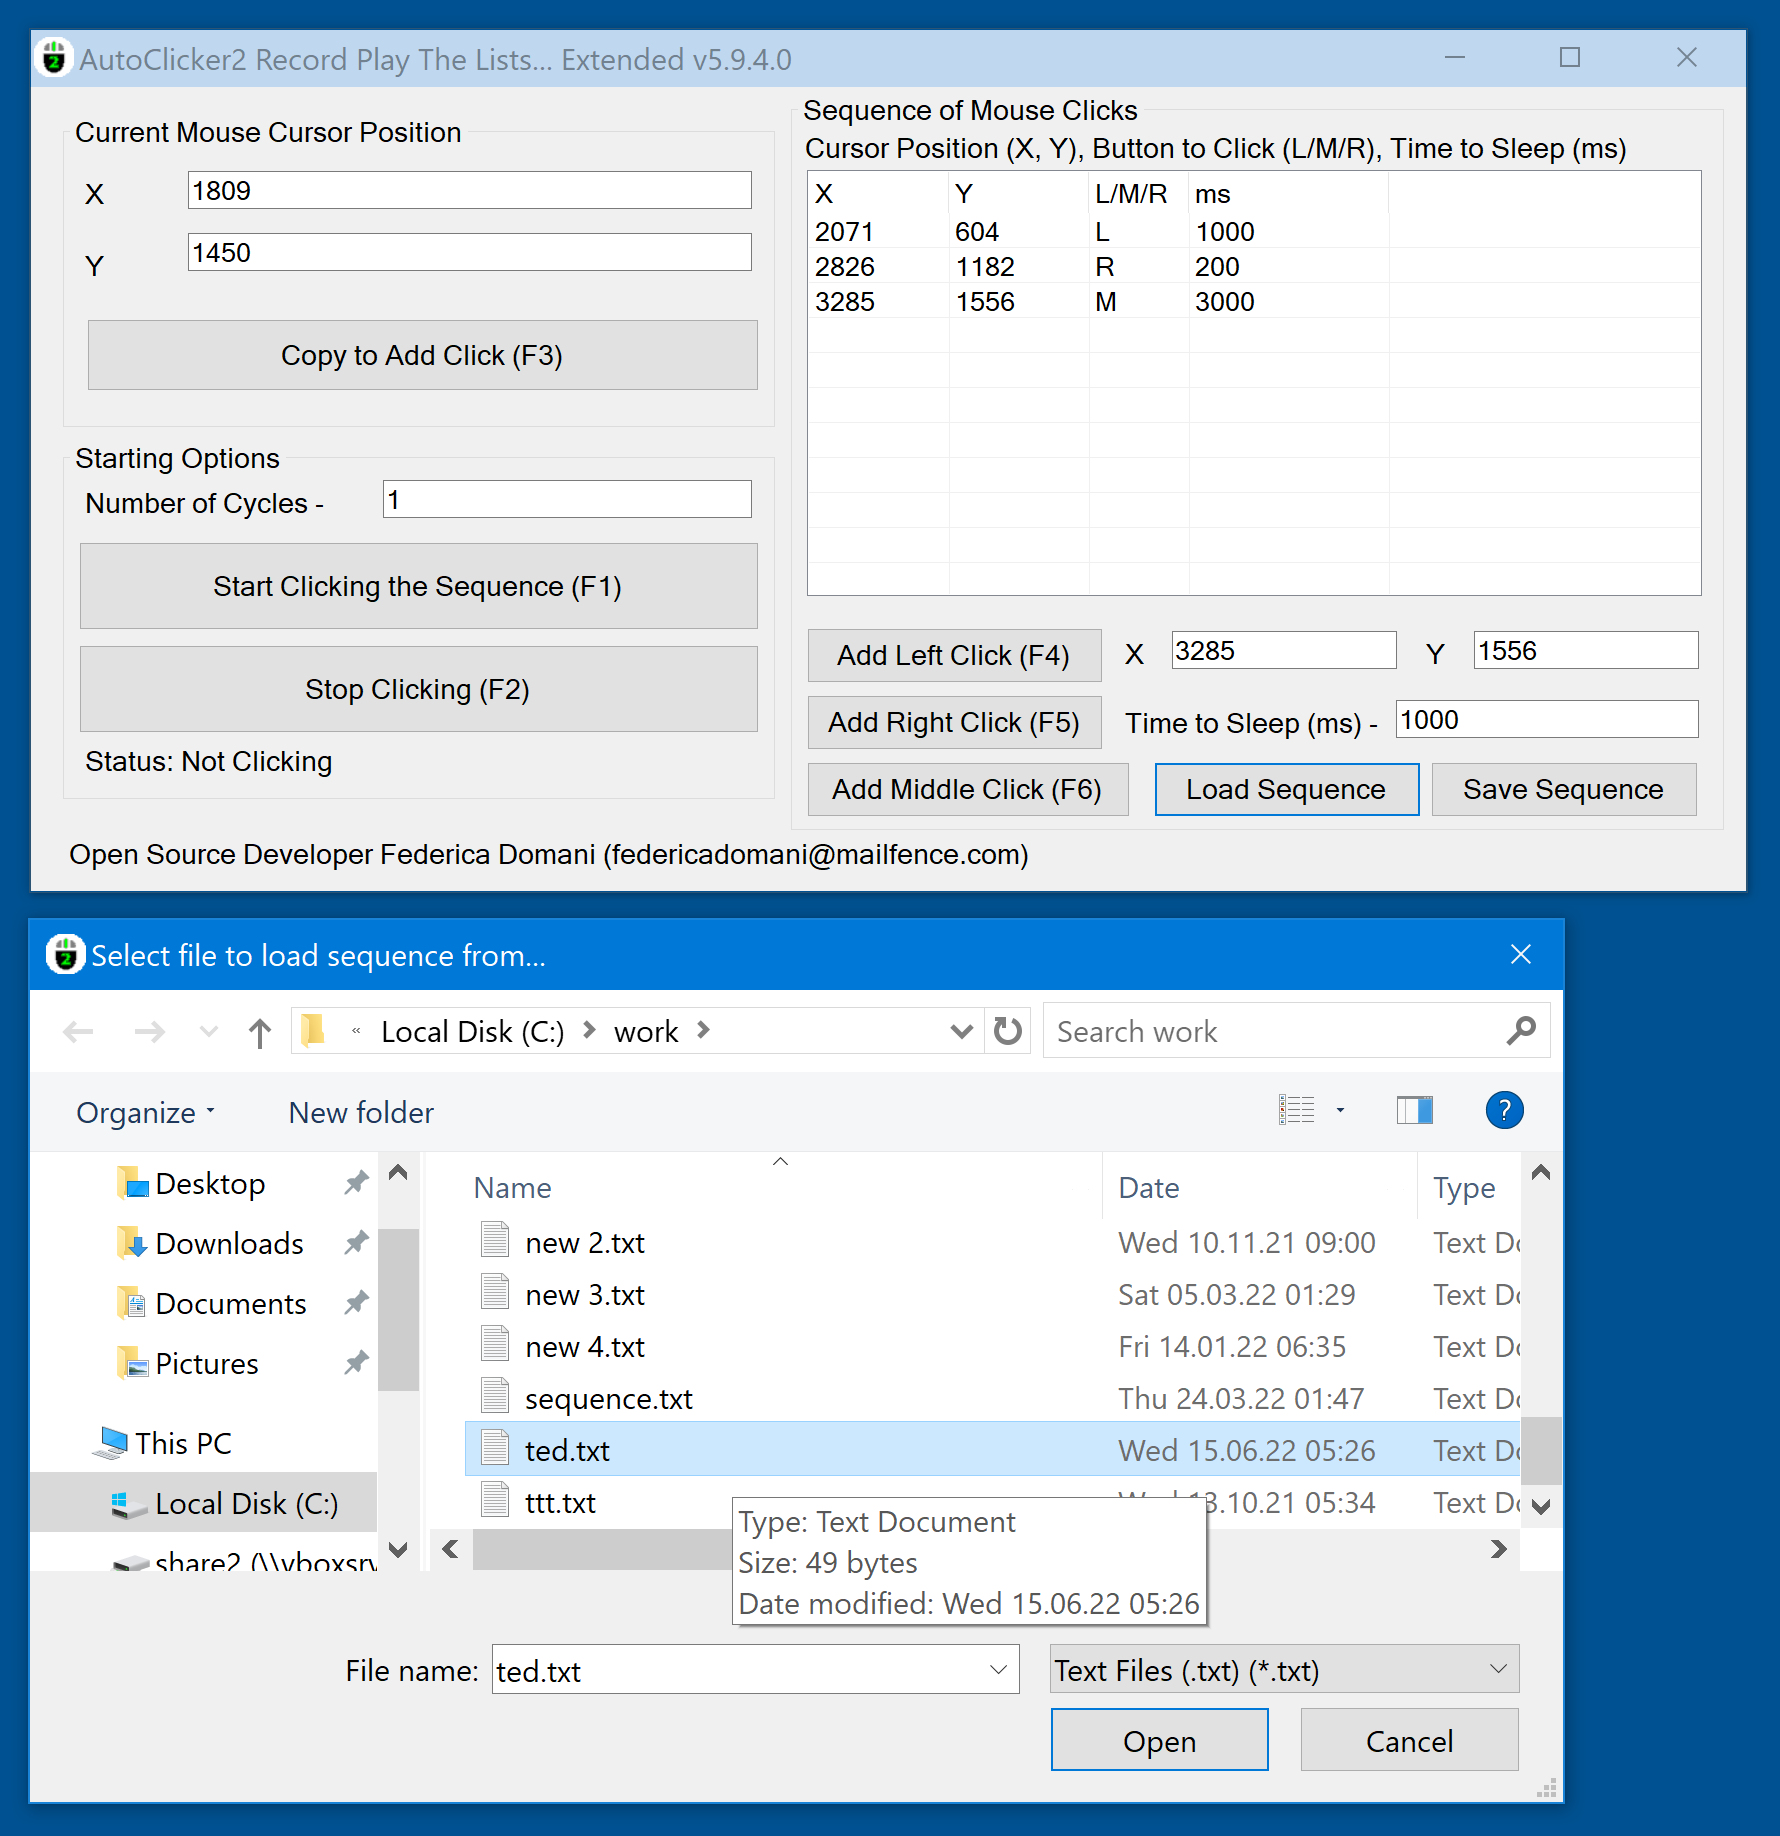 AutoClicker2 Record Play The Lists... Extended v5.9.4.0
Current Mouse Cursor Position
X 1809
Y 1450
Copy to Add Click (F3)
Starting Options
Number of Cycles - 1
Start Clicking the Sequence (F1)
Stop Clicking (F2)
Status: Not Clicking
Sequence of Mouse Clicks
Cursor Position (X, Y), Button to Click (L/M/R), Time to Sleep (ms)
X Y L/M/R ms
2071 604 L 1000
2826 1182 R 200
3285 1556 M 3000
Add Left Click (F4) X 3285 Y 1556
Add Right Click (F5) Time to Sleep (ms) - 1000
Add Middle Click (F6) Load Sequence Save Sequence
Open Source Developer Federica Domani (federicadomani@mailfence.com)
Select file to load sequence from...
« Local Disk (C:) work Search work
Organize New folder
Desktop
Downloads
Documents
Pictures
This PC
Local Disk (C:)
share2 (\\vboxsrv
Name Date Type
new 2.txt Wed 10.11.21 09:00 Text Do
new 3.txt Sat 05.03.22 01:29 Text Do
new 4.txt Fri 14.01.22 06:35 Text Do
sequence.txt Thu 24.03.22 01:47 Text Do
ted.txt Wed 15.06.22 05:26 Text Do
ttt.txt 13.10.21 05:34 Text Do
Type: Text Document
Size: 49 bytes
Date modified: Wed 15.06.22 05:26
File name: ted.txt Text Files (.txt) (*.txt)
Open Cancel